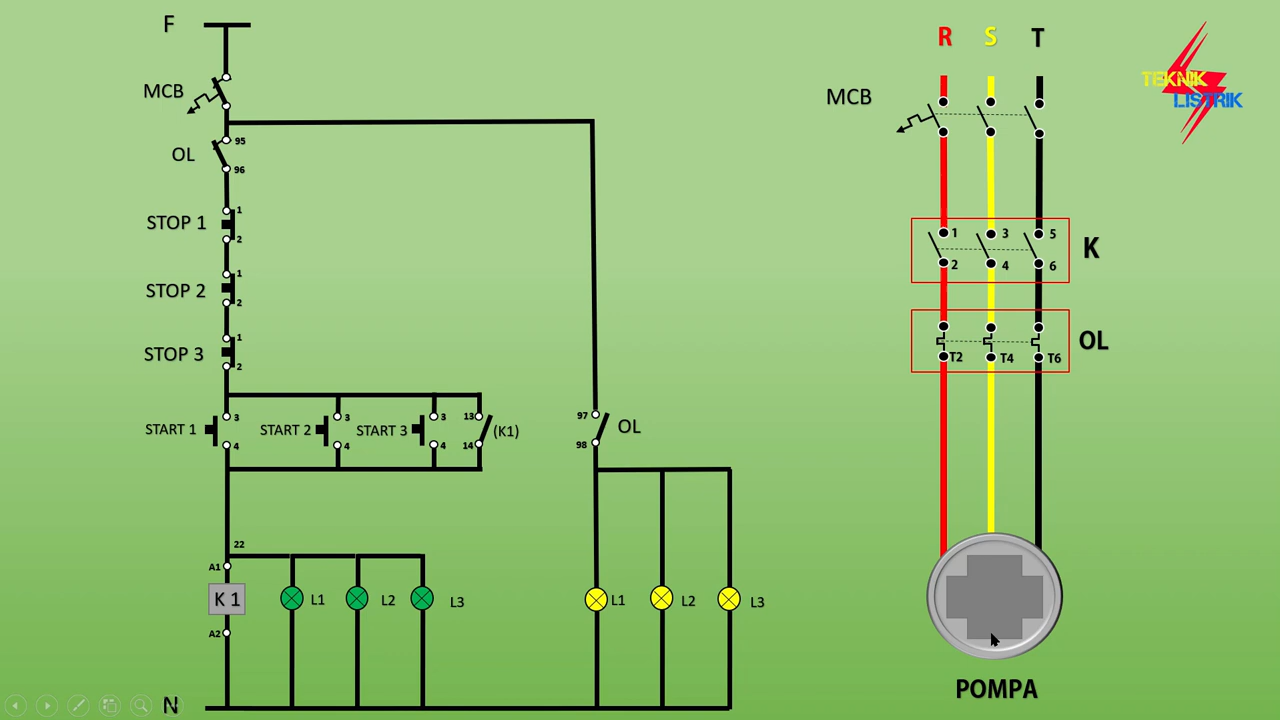 F
MCB
95
OL
96
STOP 1
1
2
STOP 2
1
2
STOP 3
1
2
START 1
3
4
START 2
3
4
START 3
3
4
13
14
(K1)
97
98
OL
22
A1
K 1
A2
L1
L2
L3
L1
L2
L3
N
R S T
MCB
1 3 5
2 4 6
K
OL
T2 T4 T6
POMPA
TEKNIK
LISTRIK